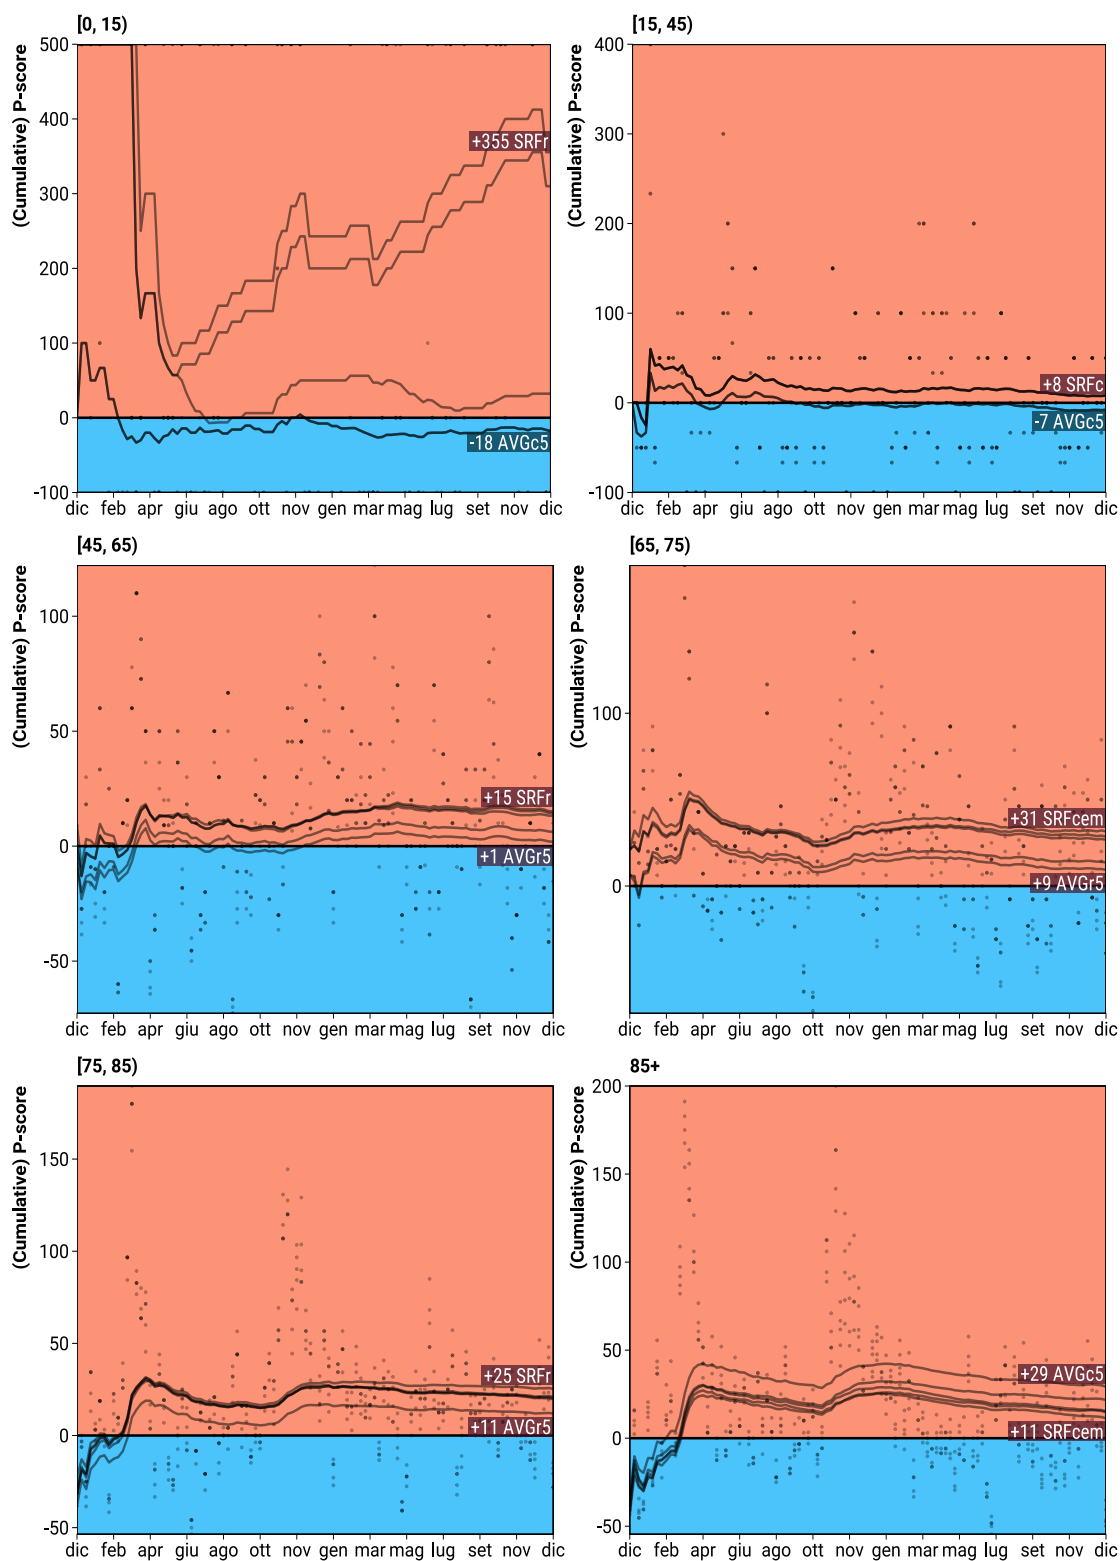 [0, 15)
(Cumulative) P-score
500
400
300
200
100
0
-100
+355 SRFr
-18 AVGc5
dic feb apr giu ago ott nov gen mar mag lug set nov dic
[15, 45)
(Cumulative) P-score
400
300
200
100
0
-100
+8 SRFc
-7 AVGc5
dic feb apr giu ago ott nov gen mar mag lug set nov dic
[45, 65)
(Cumulative) P-score
100
50
0
-50
+15 SRFr
+1 AVGr5
dic feb apr giu ago ott nov gen mar mag lug set nov dic
[65, 75)
(Cumulative) P-score
100
0
+31 SRFcem
+9 AVGr5
dic feb apr giu ago ott nov gen mar mag lug set nov dic
[75, 85)
(Cumulative) P-score
150
100
50
0
-50
+25 SRFr
+11 AVGr5
dic feb apr giu ago ott nov gen mar mag lug set nov dic
85+
(Cumulative) P-score
200
150
100
50
0
-50
+29 AVGc5
+11 SRFcem
dic feb apr giu ago ott nov gen mar mag lug set nov dic